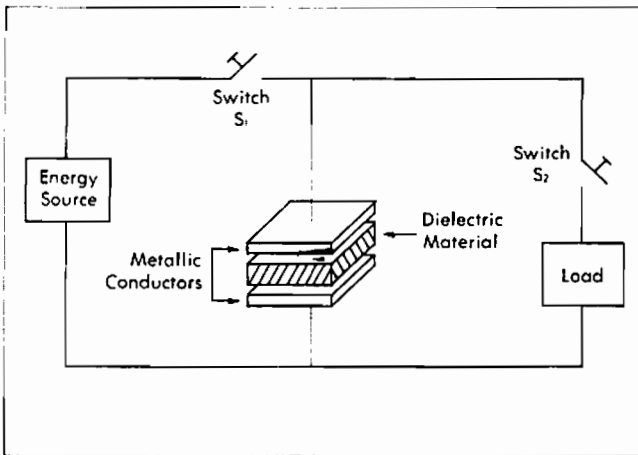 Switch
S₁
Energy
Source
Switch
S₂
Dielectric
Material
Metallic
Conductors
Load